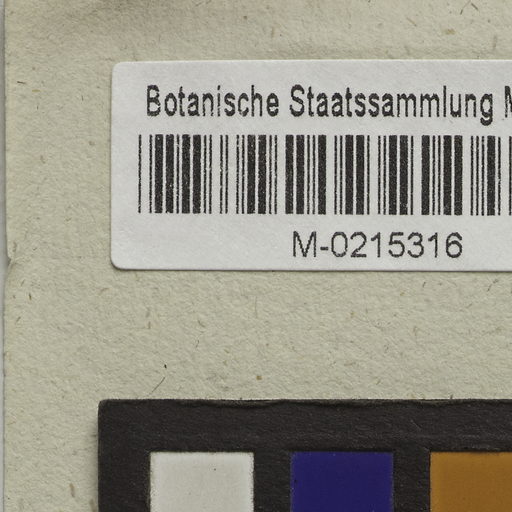 Botanische Staatssammlung
M-0215316